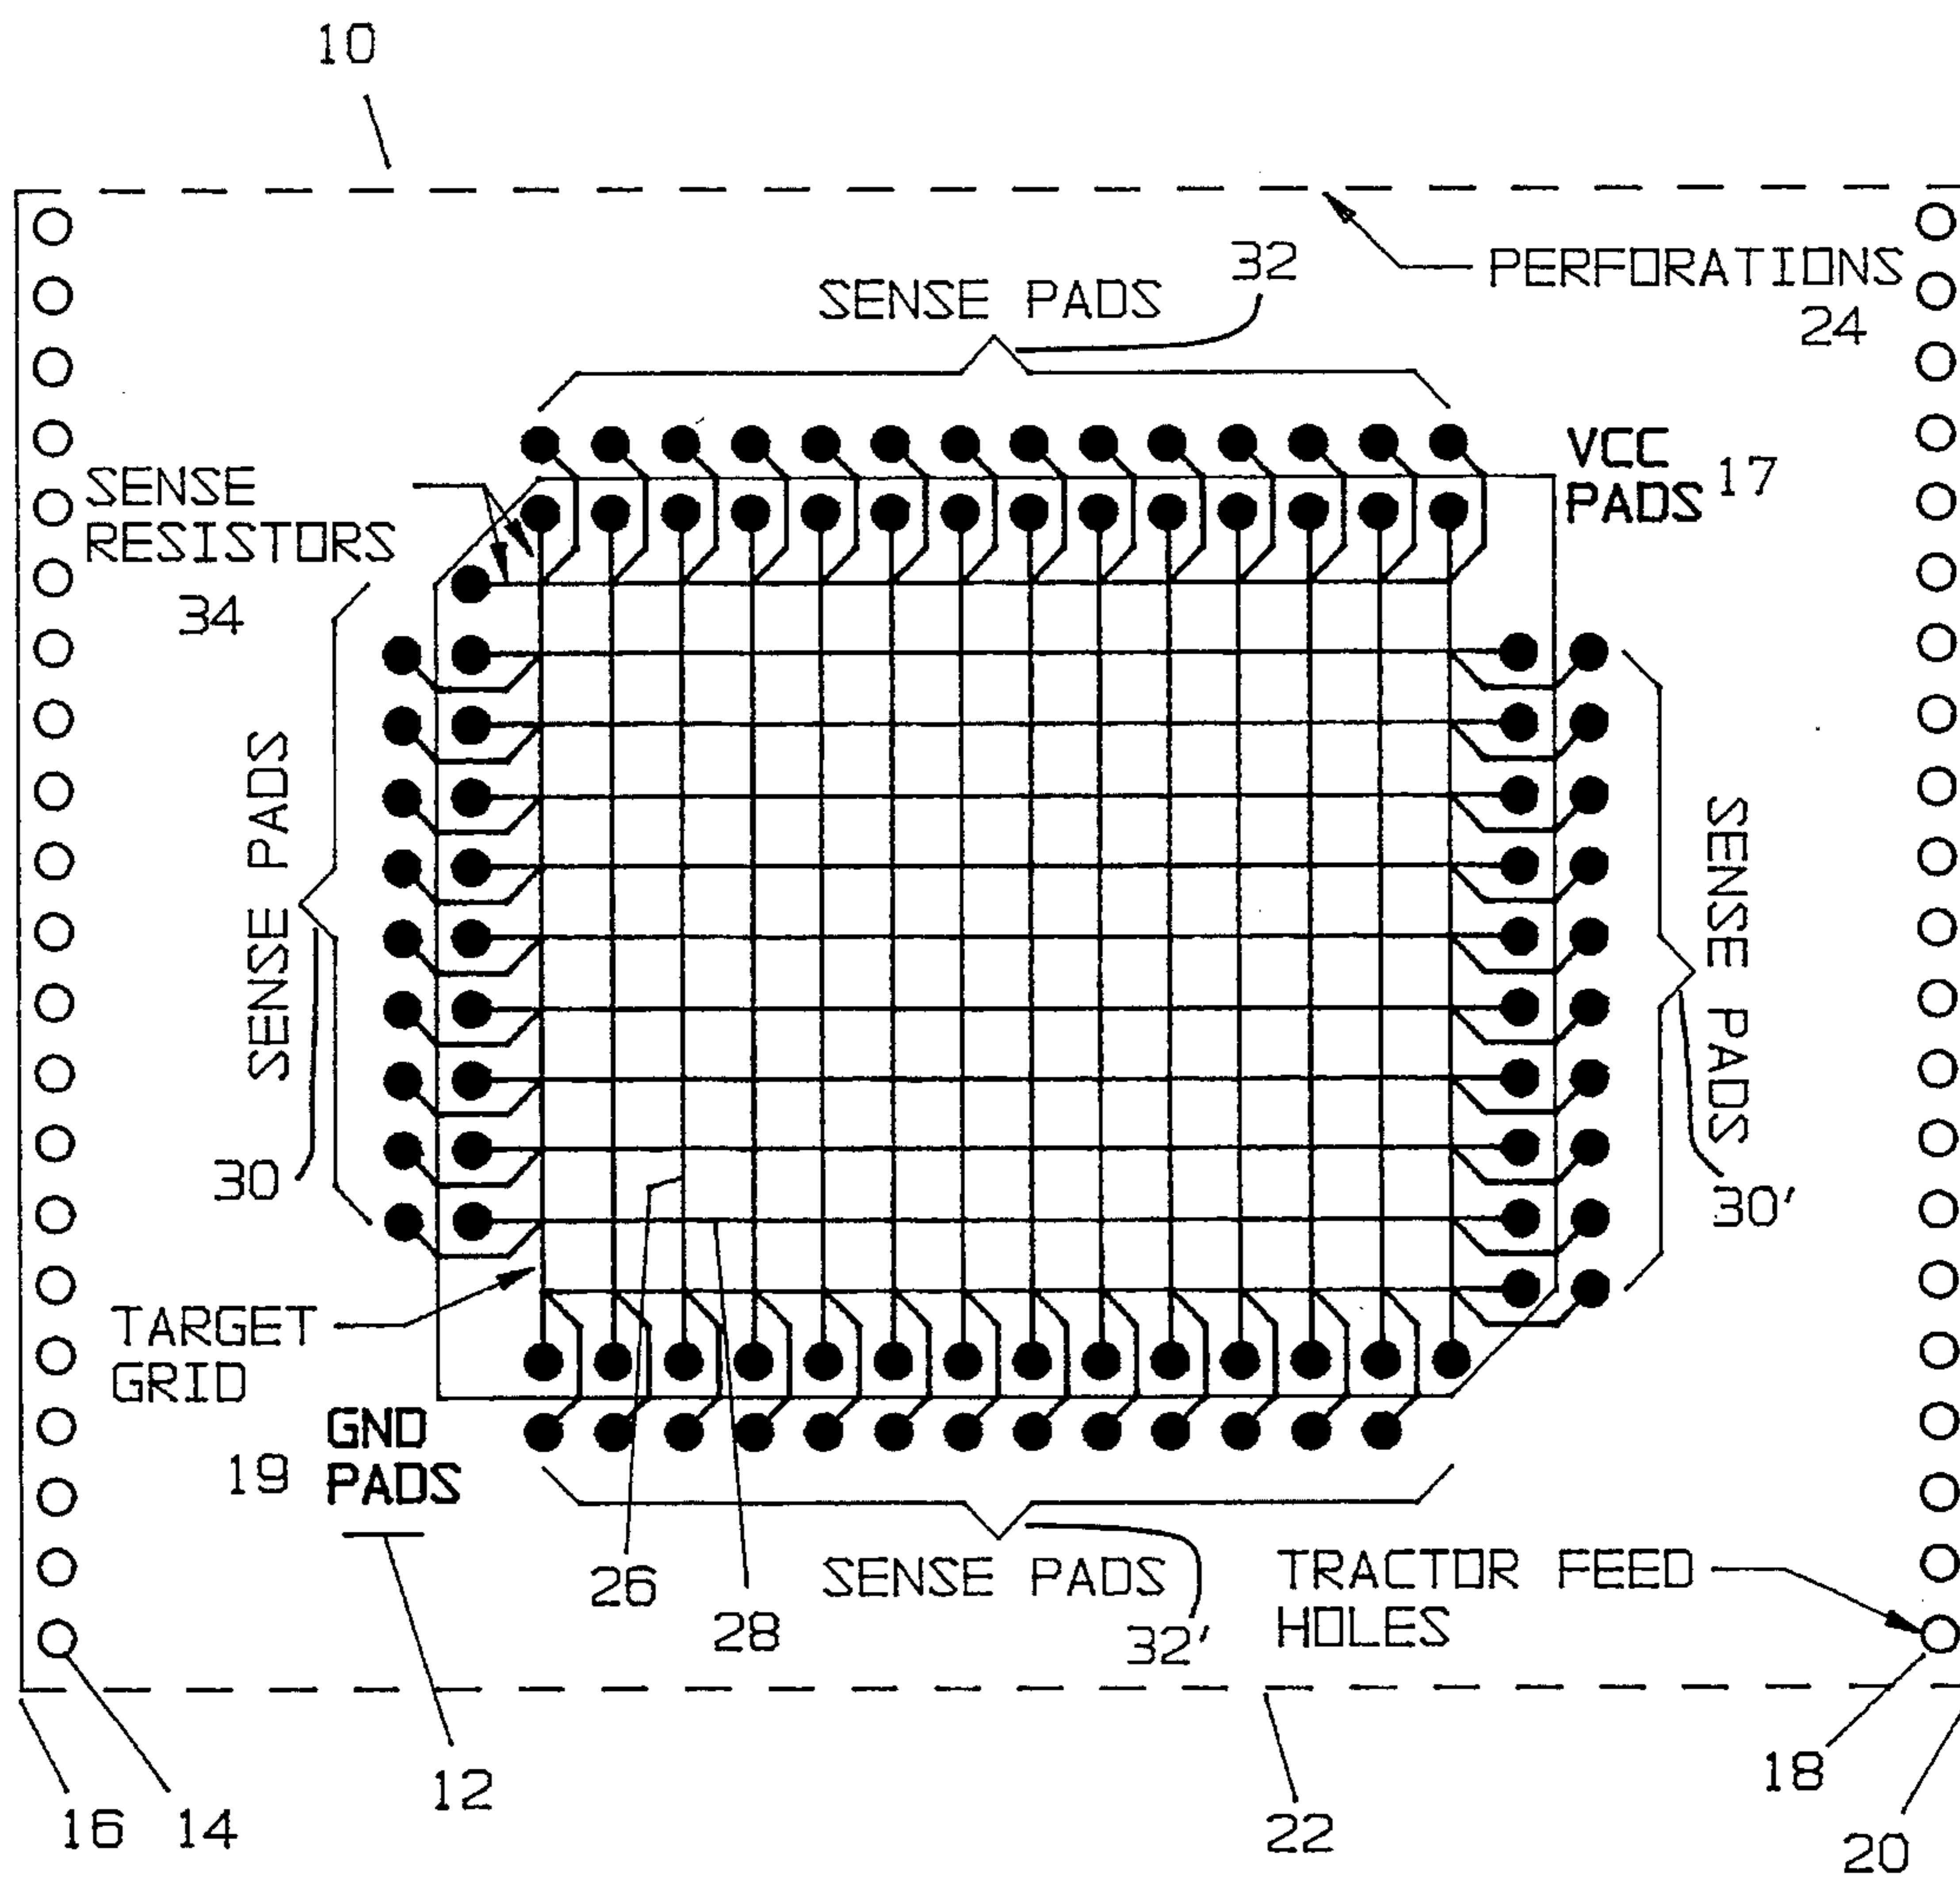 10
PERFORATIONS
24
SENSE PADS
32
VCC
PADS
17
SENSE
RESISTORS
34
SENSE PADS
30
SENSE PADS
30'
TARGET
GRID
GND
PADS
19
26
28
SENSE PADS
32'
TRACTOR FEED
HOLES
16
14
12
22
18
20